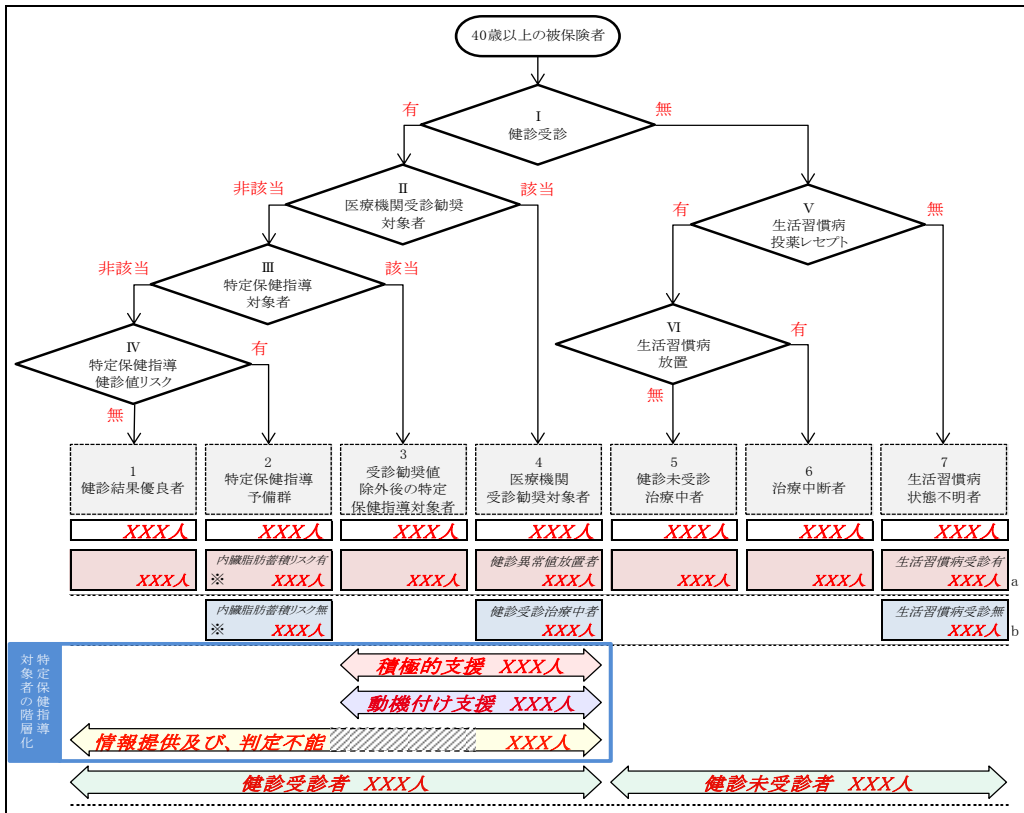 40歳以上の被保険者
Ⅰ
健診受診
有
無
Ⅱ
医療機関受診勧奨
対象者
非該当
該当
Ⅴ
生活習慣病
投薬レセプト
有
無
Ⅲ
特定保健指導
対象者
非該当
該当
Ⅳ
特定保健指導
健診値リスク
有
無
Ⅵ
生活習慣病
放置
有
無
1
健診結果優良者
2
特定保健指導
予備群
3
受診勧奨値
除外後の特定
保健指導対象者
4
医療機関
受診勧奨対象者
5
健診未受診
治療中者
6
治療中断者
7
生活習慣病
状態不明者
XXX人
XXX人
XXX人
XXX人
XXX人
XXX人
XXX人
XXX人
内臓脂肪蓄積リスク有
※ XXX人
XXX人
健診異常値放置者
XXX人
XXX人
XXX人
生活習慣病受診有
XXX人
a
内臓脂肪蓄積リスク無
※ XXX人
健診受診治療中者
XXX人
生活習慣病受診無
XXX人
b
特定保健指導
対象者の階層化
積極的支援 XXX人
動機付け支援 XXX人
情報提供及び、判定不能 XXX人
健診受診者 XXX人
健診未受診者 XXX人